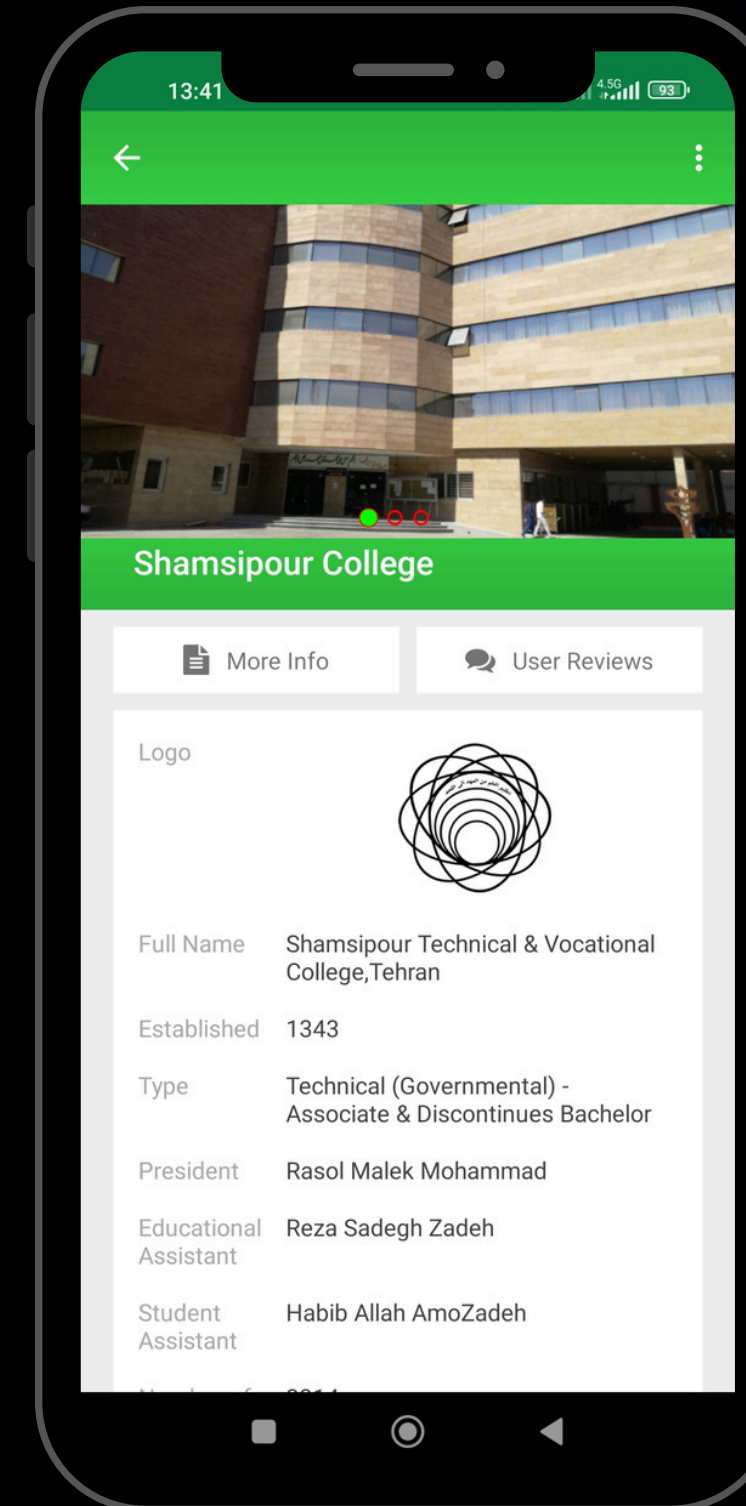 13:41
4.5G
93
Shamsipour College
More Info
User Reviews
Logo
Full Name
Shamsipour Technical & Vocational
College,Tehran
Established
1343
Type
Technical (Governmental) -
Associate & Discontinues Bachelor
President
Rasol Malek Mohammad
Educational
Assistant
Reza Sadegh Zadeh
Student
Assistant
Habib Allah AmoZadeh